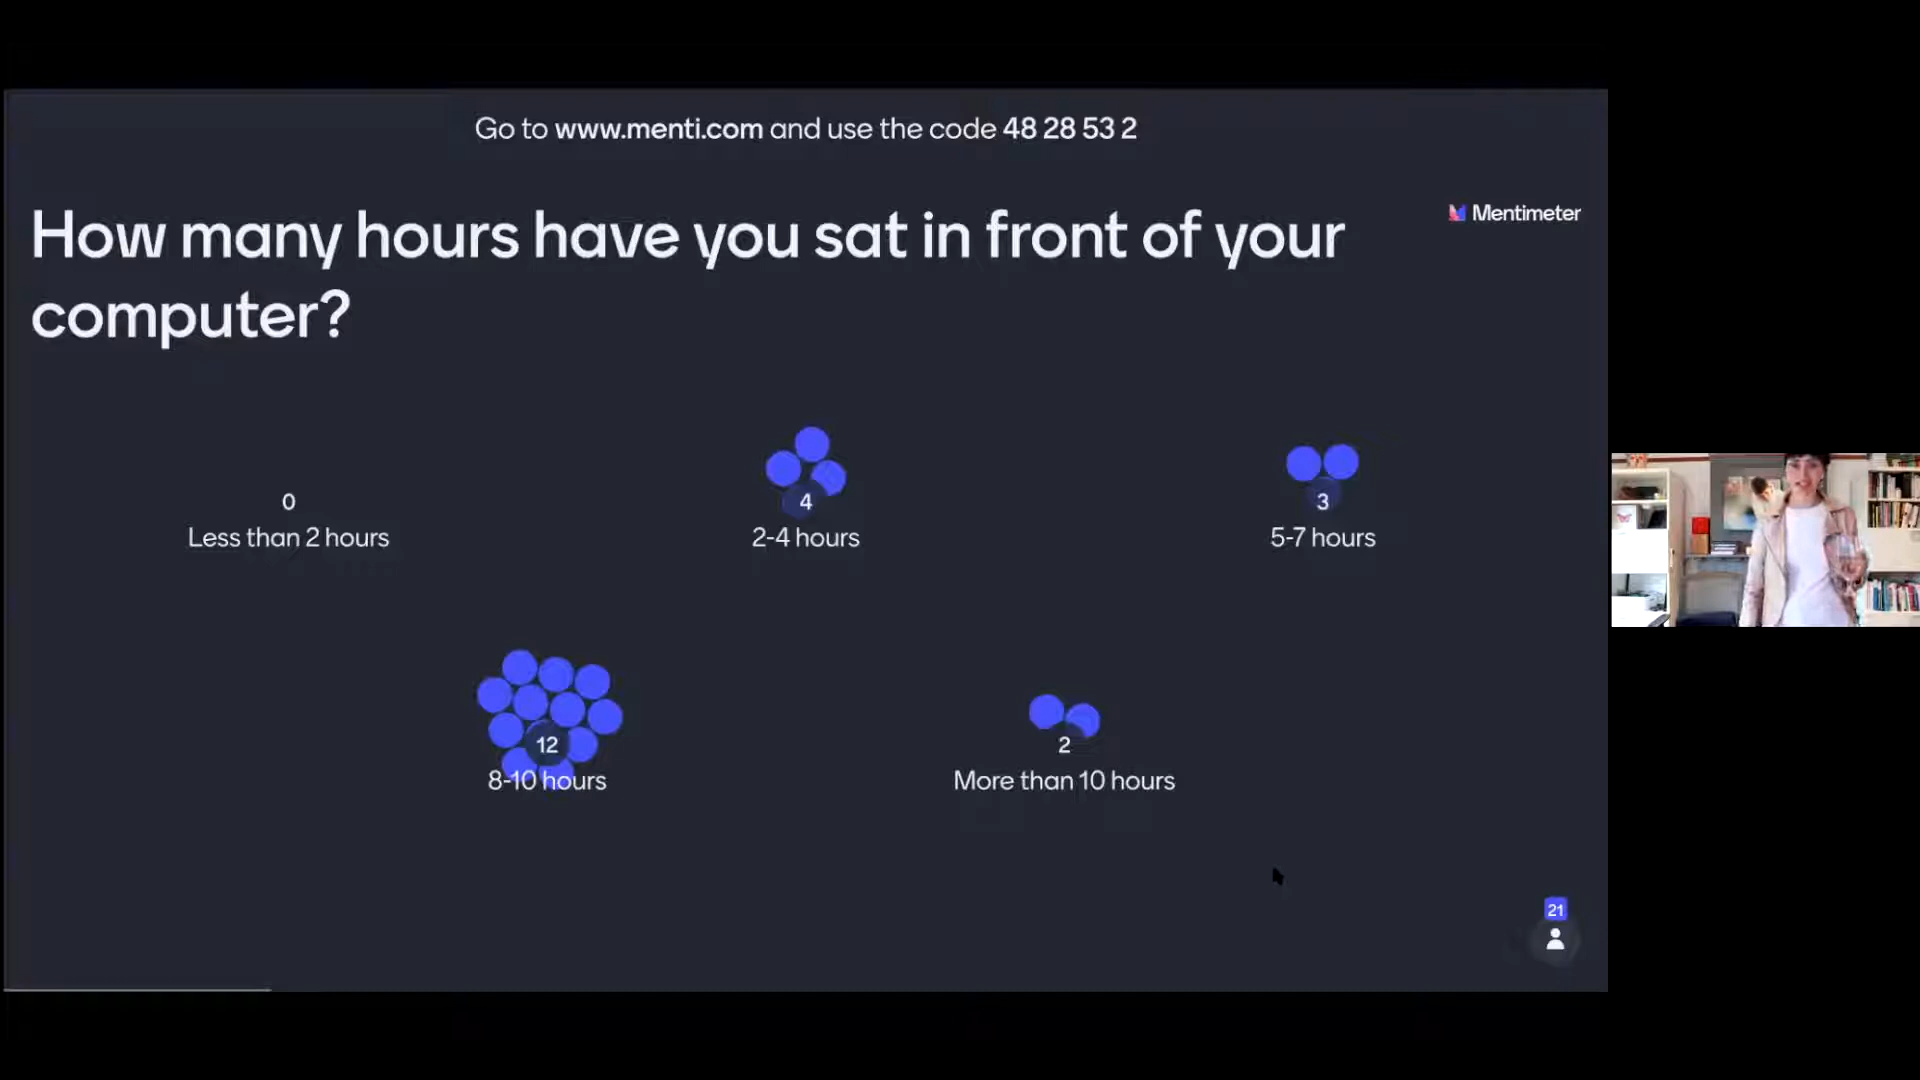 Go to www.menti.com and use the code 48 28 53 2
Mentimeter
How many hours have you sat in front of your
computer?
0
Less than 2 hours
4
2-4 hours
3
5-7 hours
12
8-10 hours
2
More than 10 hours
21